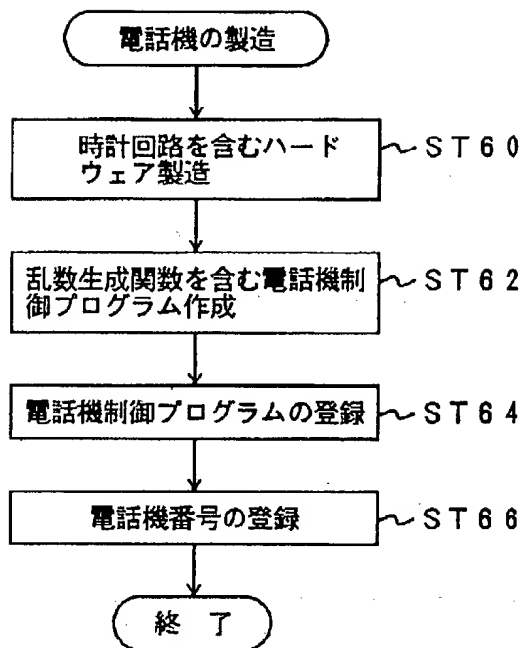 電話機の製造
時計回路を含むハード
ウェア製造
ST60
乱数生成関数を含む電話機制
御プログラム作成
ST62
電話機制御プログラムの登録
ST64
電話機番号の登録
ST66
終 了